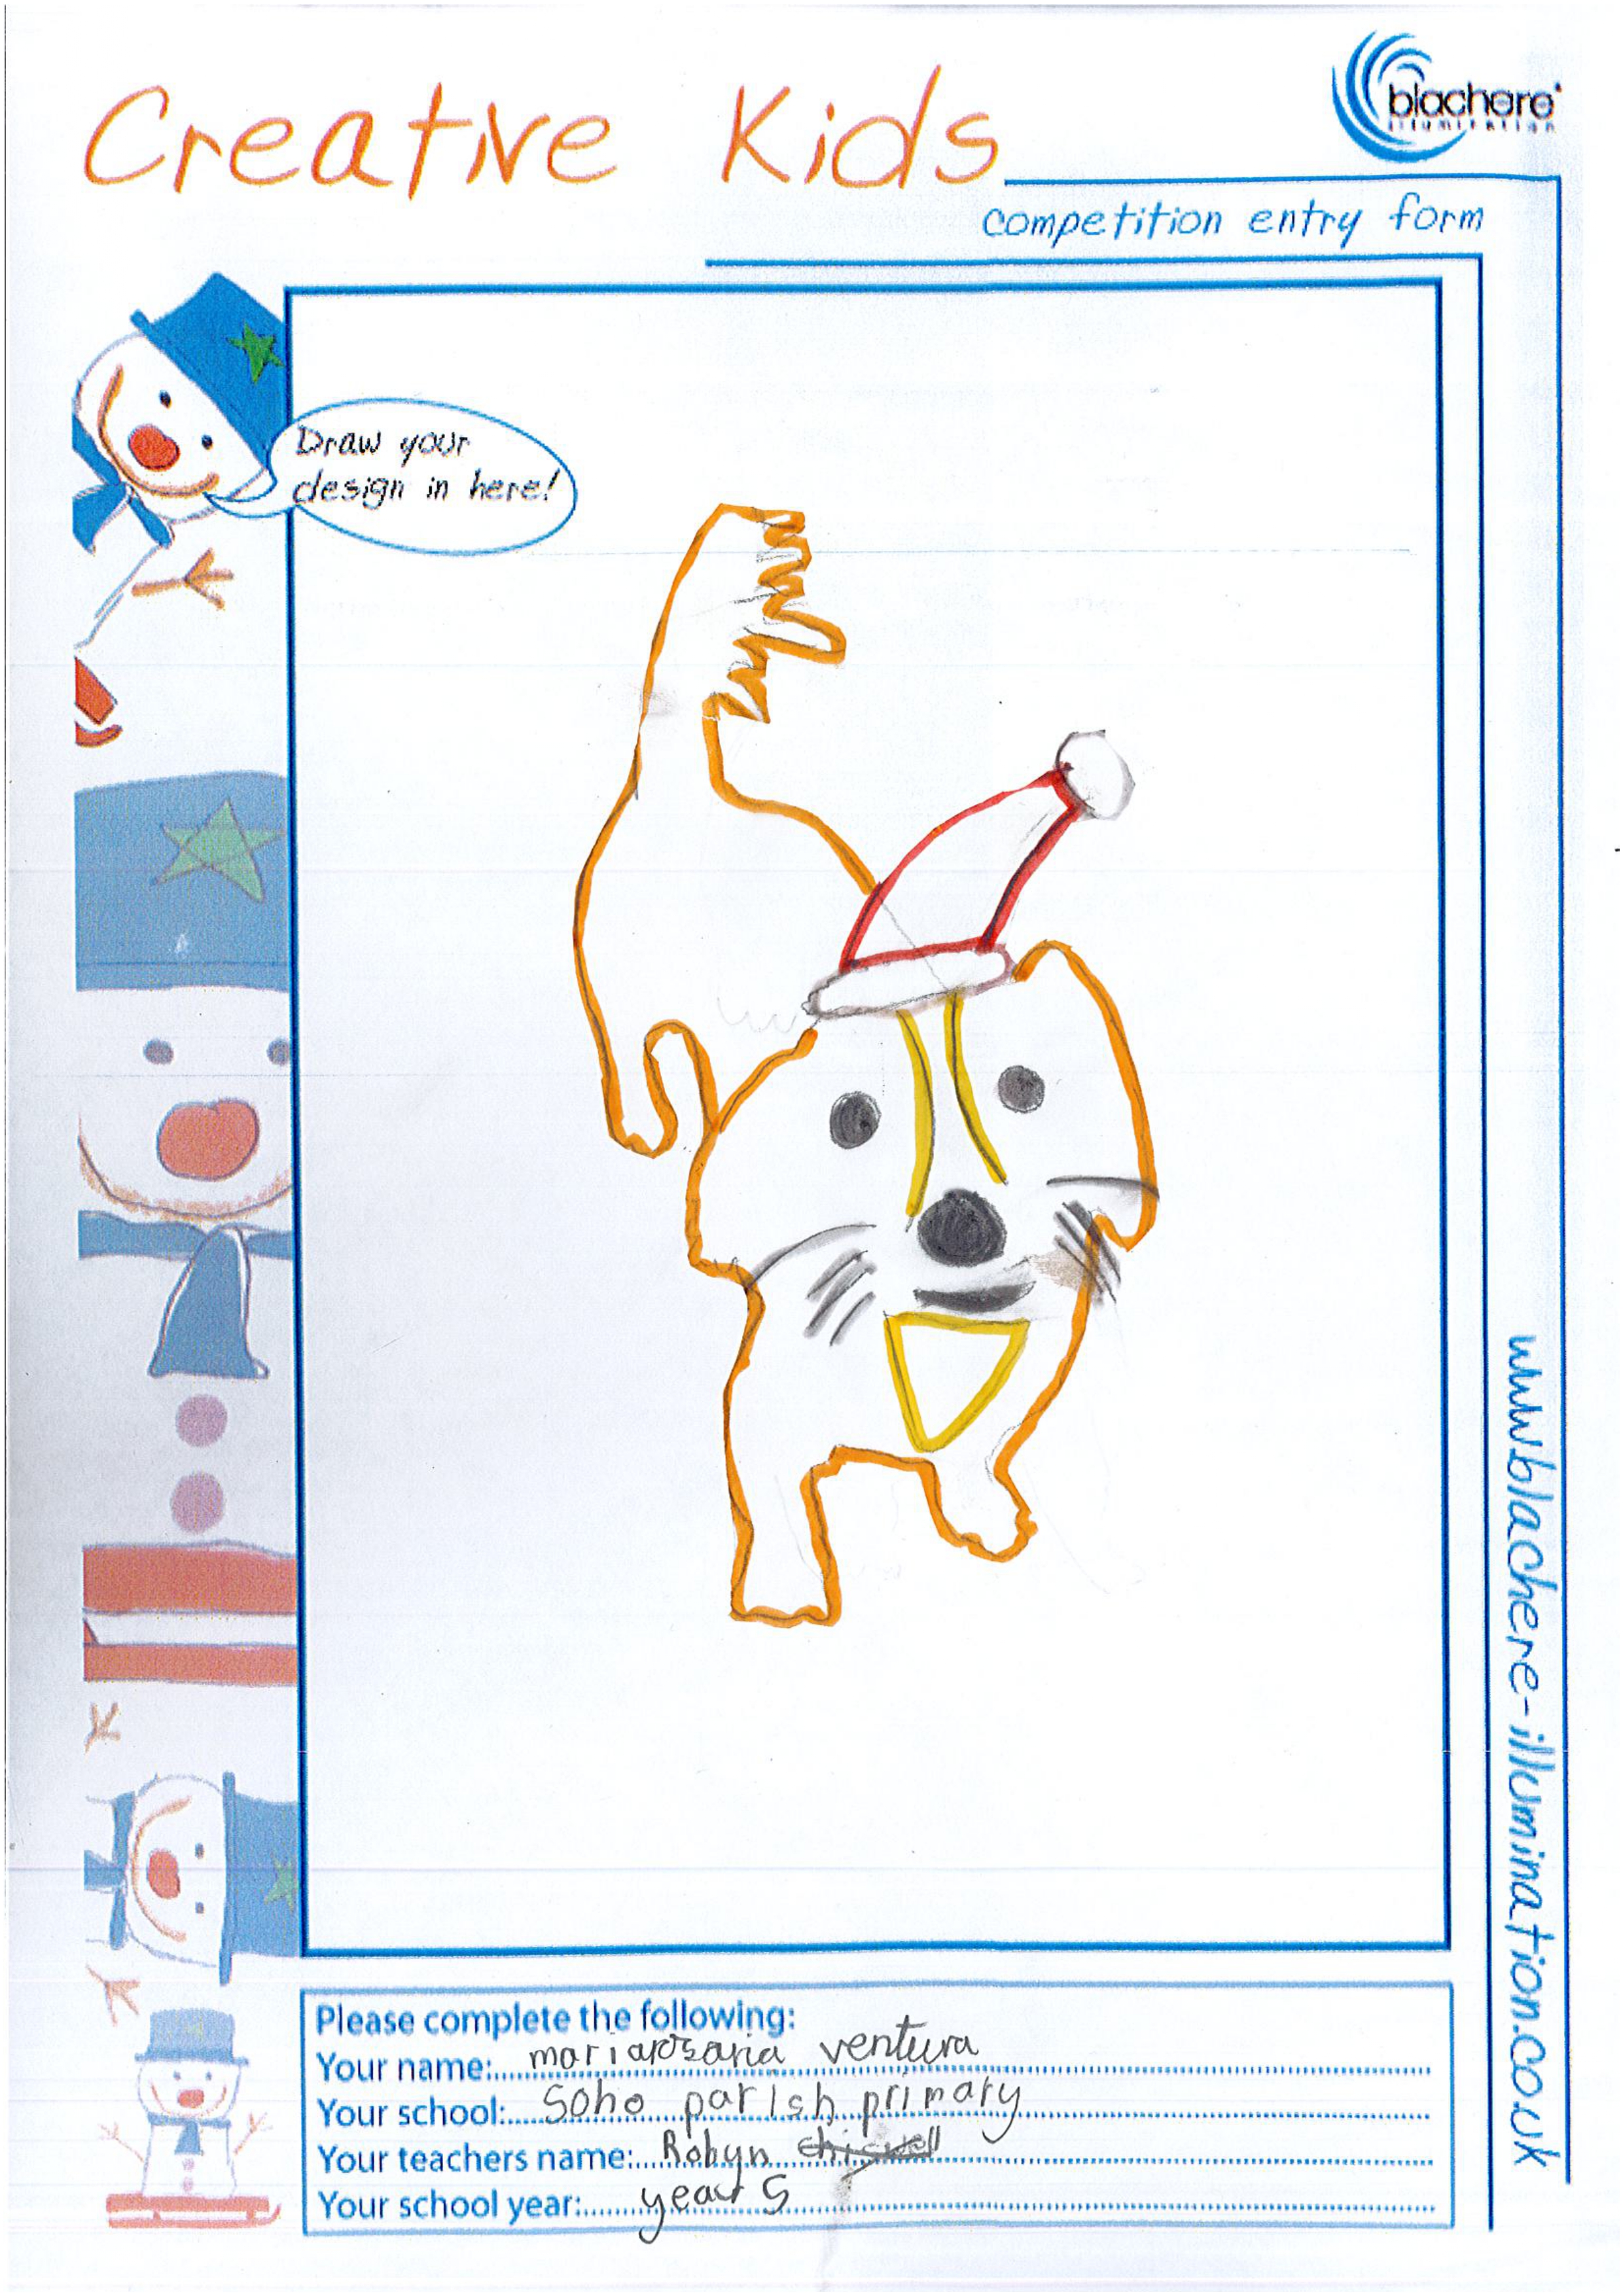 Creative Kids
blachere
illumination
competition entry form
Draw your
design in here!
www.blachere-illumination.co.uk
Please complete the following:
Your name: mariarosaria ventura
Your school: Soho parish primary
Your teachers name: Robyn
Your school year: year 5